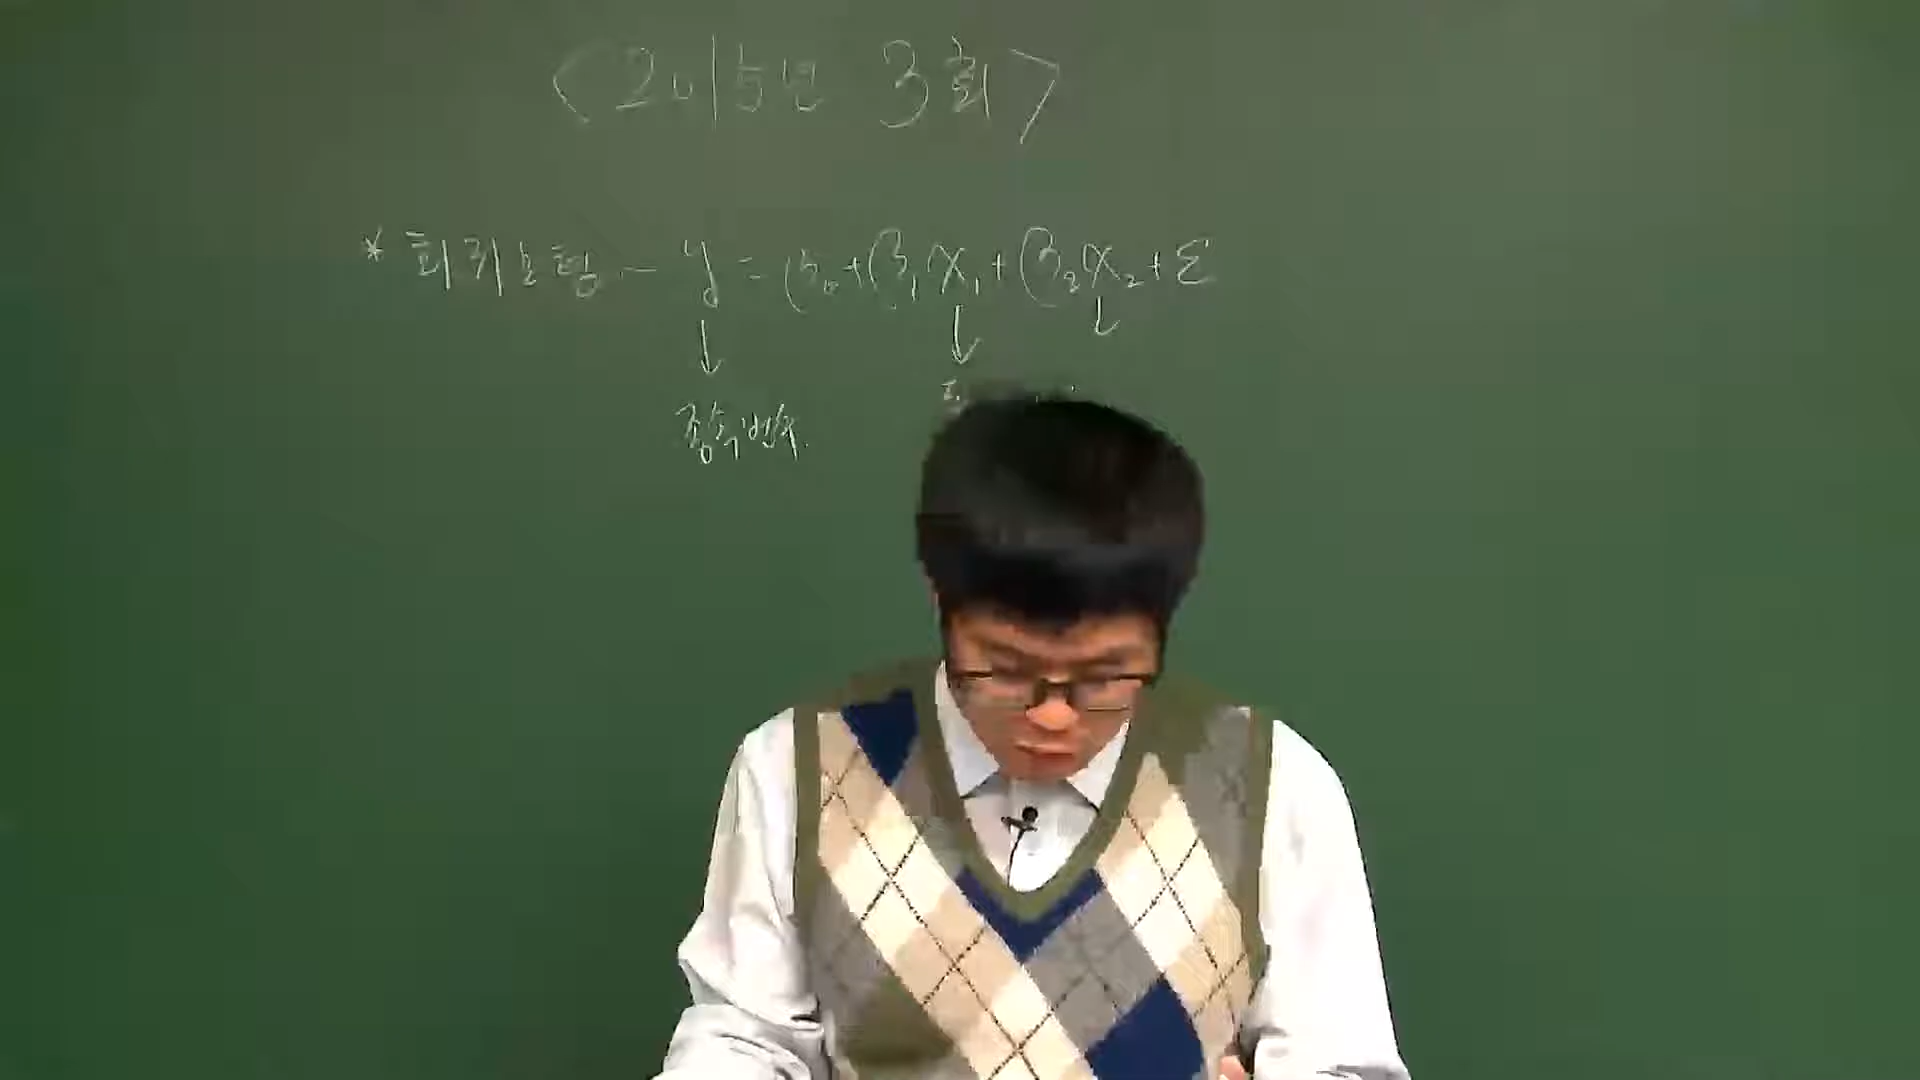 <2015년 3회>
* 회귀모형 - y = β₀+β₁x₁+β₂x₂+ε
↓ ↓ ↓
종속변수